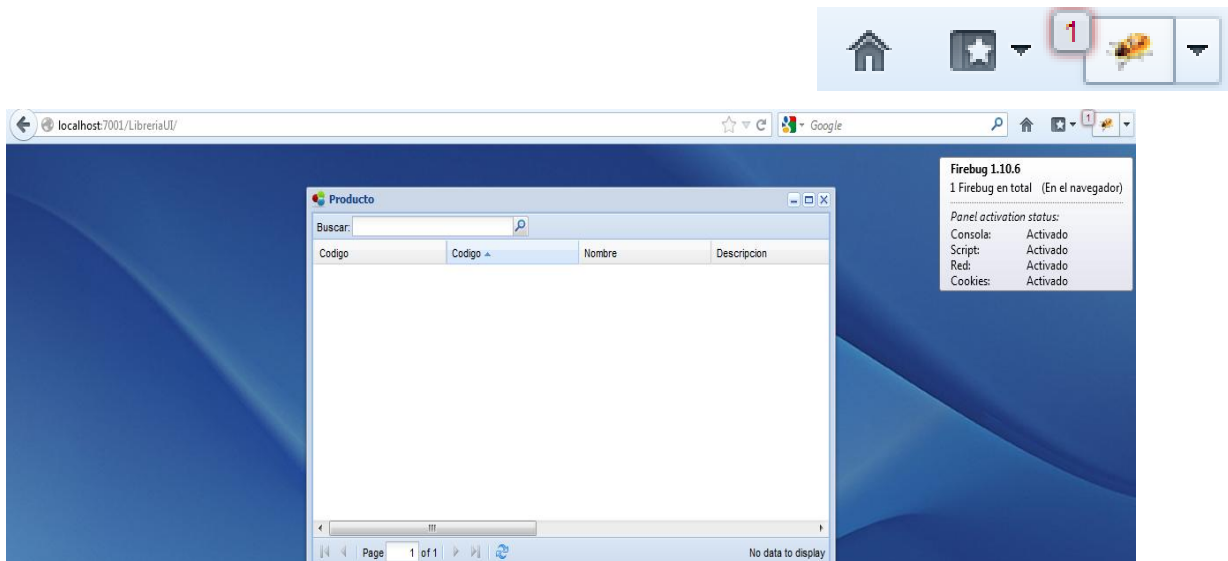 1
localhost:7001/LibreriaUI/
Google
1
Firebug 1.10.6
1 Firebug en total (En el navegador)
Panel activation status:
Consola: Activado
Script: Activado
Red: Activado
Cookies: Activado
Producto
Buscar:
Codigo Codigo Nombre Descripcion
Page 1 of 1 No data to display